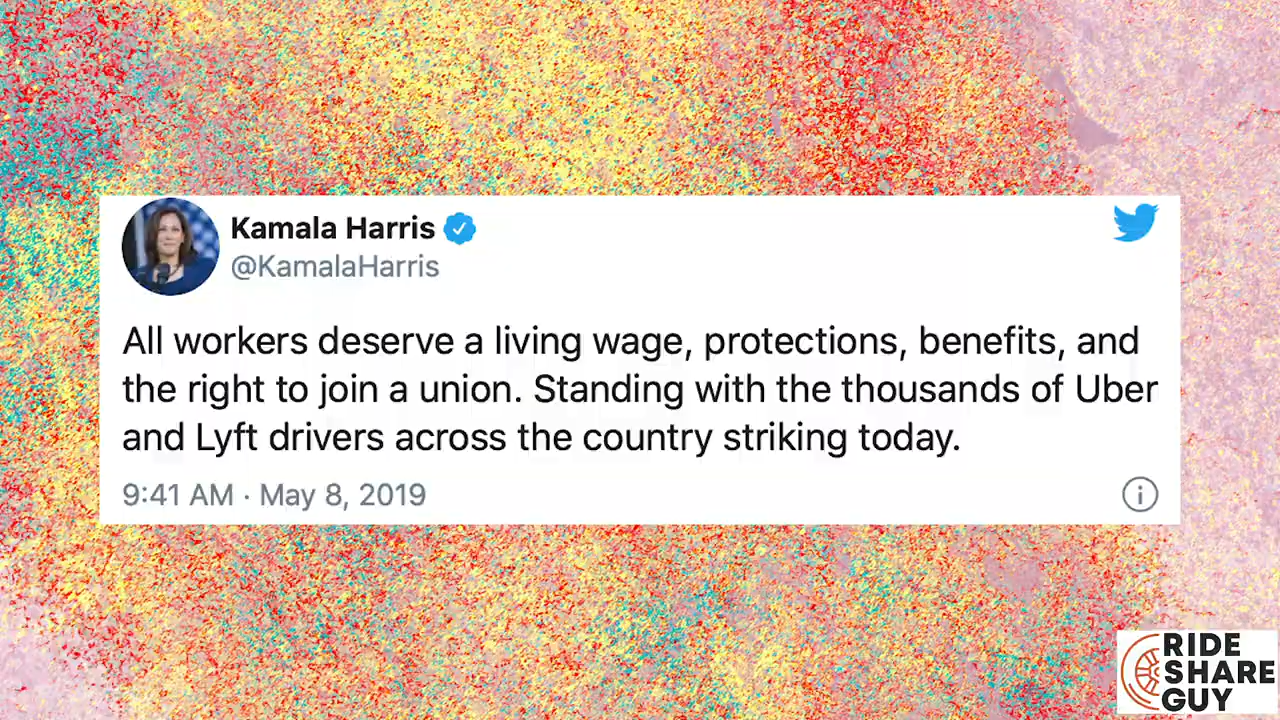 Kamala Harris
@KamalaHarris
All workers deserve a living wage, protections, benefits, and
the right to join a union. Standing with the thousands of Uber
and Lyft drivers across the country striking today.
9:41 AM · May 8, 2019
RIDE
SHARE
GUY